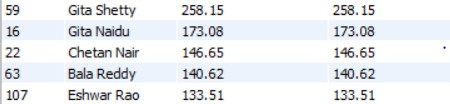 59 Gita Shetty 258.15 258.15
16 Gita Naidu 173.08 173.08
22 Chetan Nair 146.65 146.65
63 Bala Reddy 140.62 140.62
107 Eshwar Rao 133.51 133.51